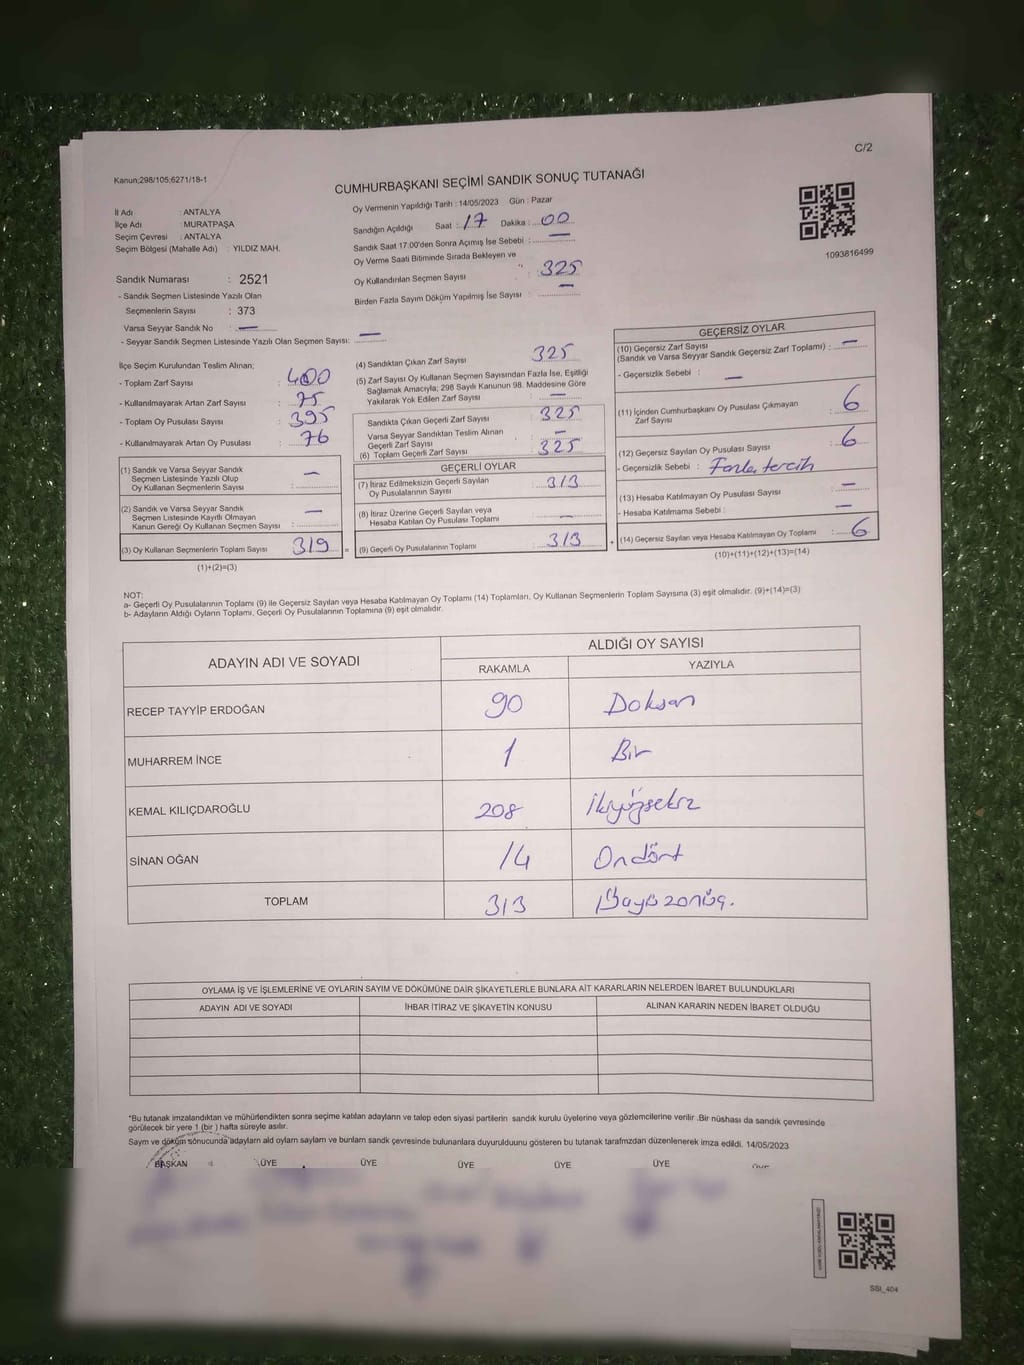 C/2
Kanun;298/105;6271/18-1
CUMHURBAŞKANI SEÇİMİ SANDIK SONUÇ TUTANAĞI
İl Adı : ANTALYA
İlçe Adı : MURATPAŞA
Seçim Çevresi : ANTALYA
Seçim Bölgesi (Mahalle Adı) : YILDIZ MAH.
Oy Vermenin Yapıldığı Tarih : 14/05/2023 Gün : Pazar
Sandığın Açıldığı Saat : 17 Dakika : 00
Sandık Saat 17.00'den Sonra Açımış İse Sebebi : —
Oy Verme Saati Bitiminde Sırada Bekleyen ve
Oy Kullandırılan Seçmen Sayısı : 325
Birden Fazla Sayım Döküm Yapılmış İse Sayısı : —
1093816499
Sandık Numarası : 2521
- Sandık Seçmen Listesinde Yazılı Olan
Seçmenlerin Sayısı : 373
Varsa Seyyar Sandık No : —
- Seyyar Sandık Seçmen Listesinde Yazılı Olan Seçmen Sayısı: —
İlçe Seçim Kurulundan Teslim Alınan;
- Toplam Zarf Sayısı : 400
- Kullanılmayarak Artan Zarf Sayısı : 75
- Toplam Oy Pusulası Sayısı : 395
- Kullanılmayarak Artan Oy Pusulası : 76
(1) Sandık ve Varsa Seyyar Sandık
Seçmen Listesinde Yazılı Olup
Oy Kullanan Seçmenlerin Sayısı : —
(2) Sandık ve Varsa Seyyar Sandık
Seçmen Listesinde Kayıtlı Olmayan
Kanun Gereği Oy Kullanan Seçmen Sayısı : —
(3) Oy Kullanan Seçmenlerin Toplam Sayısı : 319 =
(1)+(2)=(3)
(4) Sandıktan Çıkan Zarf Sayısı : 325
(5) Zarf Sayısı Oy Kullanan Seçmen Sayısından Fazla İse, Eşitliği
Sağlamak Amacıyla; 298 Sayılı Kanunun 98. Maddesine Göre
Yakılarak Yok Edilen Zarf Sayısı : —
Sandıkta Çıkan Geçerli Zarf Sayısı : 325
Varsa Seyyar Sandıktan Teslim Alınan
Geçerli Zarf Sayısı : —
(6) Toplam Geçerli Zarf Sayısı : 325
GEÇERLİ OYLAR
(7) İtiraz Edilmeksizin Geçerli Sayılan
Oy Pusulalarının Sayısı : 313
(8) İtiraz Üzerine Geçerli Sayılan veya
Hesaba Katılan Oy Pusulası Toplamı : —
(9) Geçerli Oy Pusulalarının Toplamı : 313 +
GEÇERSİZ OYLAR
(10) Geçersiz Zarf Sayısı
(Sandık ve Varsa Seyyar Sandık Geçersiz Zarf Toplamı) : —
- Geçersizlik Sebebi : —
(11) İçinden Cumhurbaşkanı Oy Pusulası Çıkmayan
Zarf Sayısı : 6
(12) Geçersiz Sayılan Oy Pusulası Sayısı : 6
- Geçersizlik Sebebi : Fazla tercih
(13) Hesaba Katılmayan Oy Pusulası Sayısı : —
- Hesaba Katılmama Sebebi : —
(14) Geçersiz Sayılan veya Hesaba Katılmayan Oy Toplamı : 6
(10)+(11)+(12)+(13)=(14)
NOT:
a- Geçerli Oy Pusulalarının Toplamı (9) ile Geçersiz Sayılan veya Hesaba Katılmayan Oy Toplamı (14) Toplamları, Oy Kullanan Seçmenlerin Toplam Sayısına (3) eşit olmalıdır. (9)+(14)=(3)
b- Adayların Aldığı Oyların Toplamı, Geçerli Oy Pusulalarının Toplamına (9) eşit olmalıdır.
ADAYIN ADI VE SOYADI ALDIĞI OY SAYISI
RAKAMLA YAZIYLA
RECEP TAYYİP ERDOĞAN 90 Doksan
MUHARREM İNCE 1 Bir
KEMAL KILIÇDAROĞLU 208 İkiyüzsekiz
SİNAN OĞAN 14 Ondört
TOPLAM 313
OYLAMA İŞ VE İŞLEMLERİNE VE OYLARIN SAYIM VE DÖKÜMÜNE DAİR ŞİKAYETLERLE BUNLARA AİT KARARLARIN NELERDEN İBARET BULUNDUKLARI
ADAYIN ADI VE SOYADI İHBAR İTİRAZ VE ŞİKAYETİN KONUSU ALINAN KARARIN NEDEN İBARET OLDUĞU
*Bu tutanak imzalandıktan ve mühürlendikten sonra seçime katılan adayların ve talep eden siyasi partilerin sandık kurulu üyelerine veya gözlemcilerine verilir .Bir nüshası da sandık çevresinde
görülecek bir yere 1 (bir ) hafta süreyle asılır.
Saym ve döküm sonucunda adaylarn ald oylarn saylarn ve bunlarn sandk çevresinde bulunanlara duyurulduunu gösteren bu tutanak tarafmzdan düzenlenerek imza edildi. 14/05/2023
BAŞKAN ÜYE ÜYE ÜYE ÜYE ÜYE
SSI_404